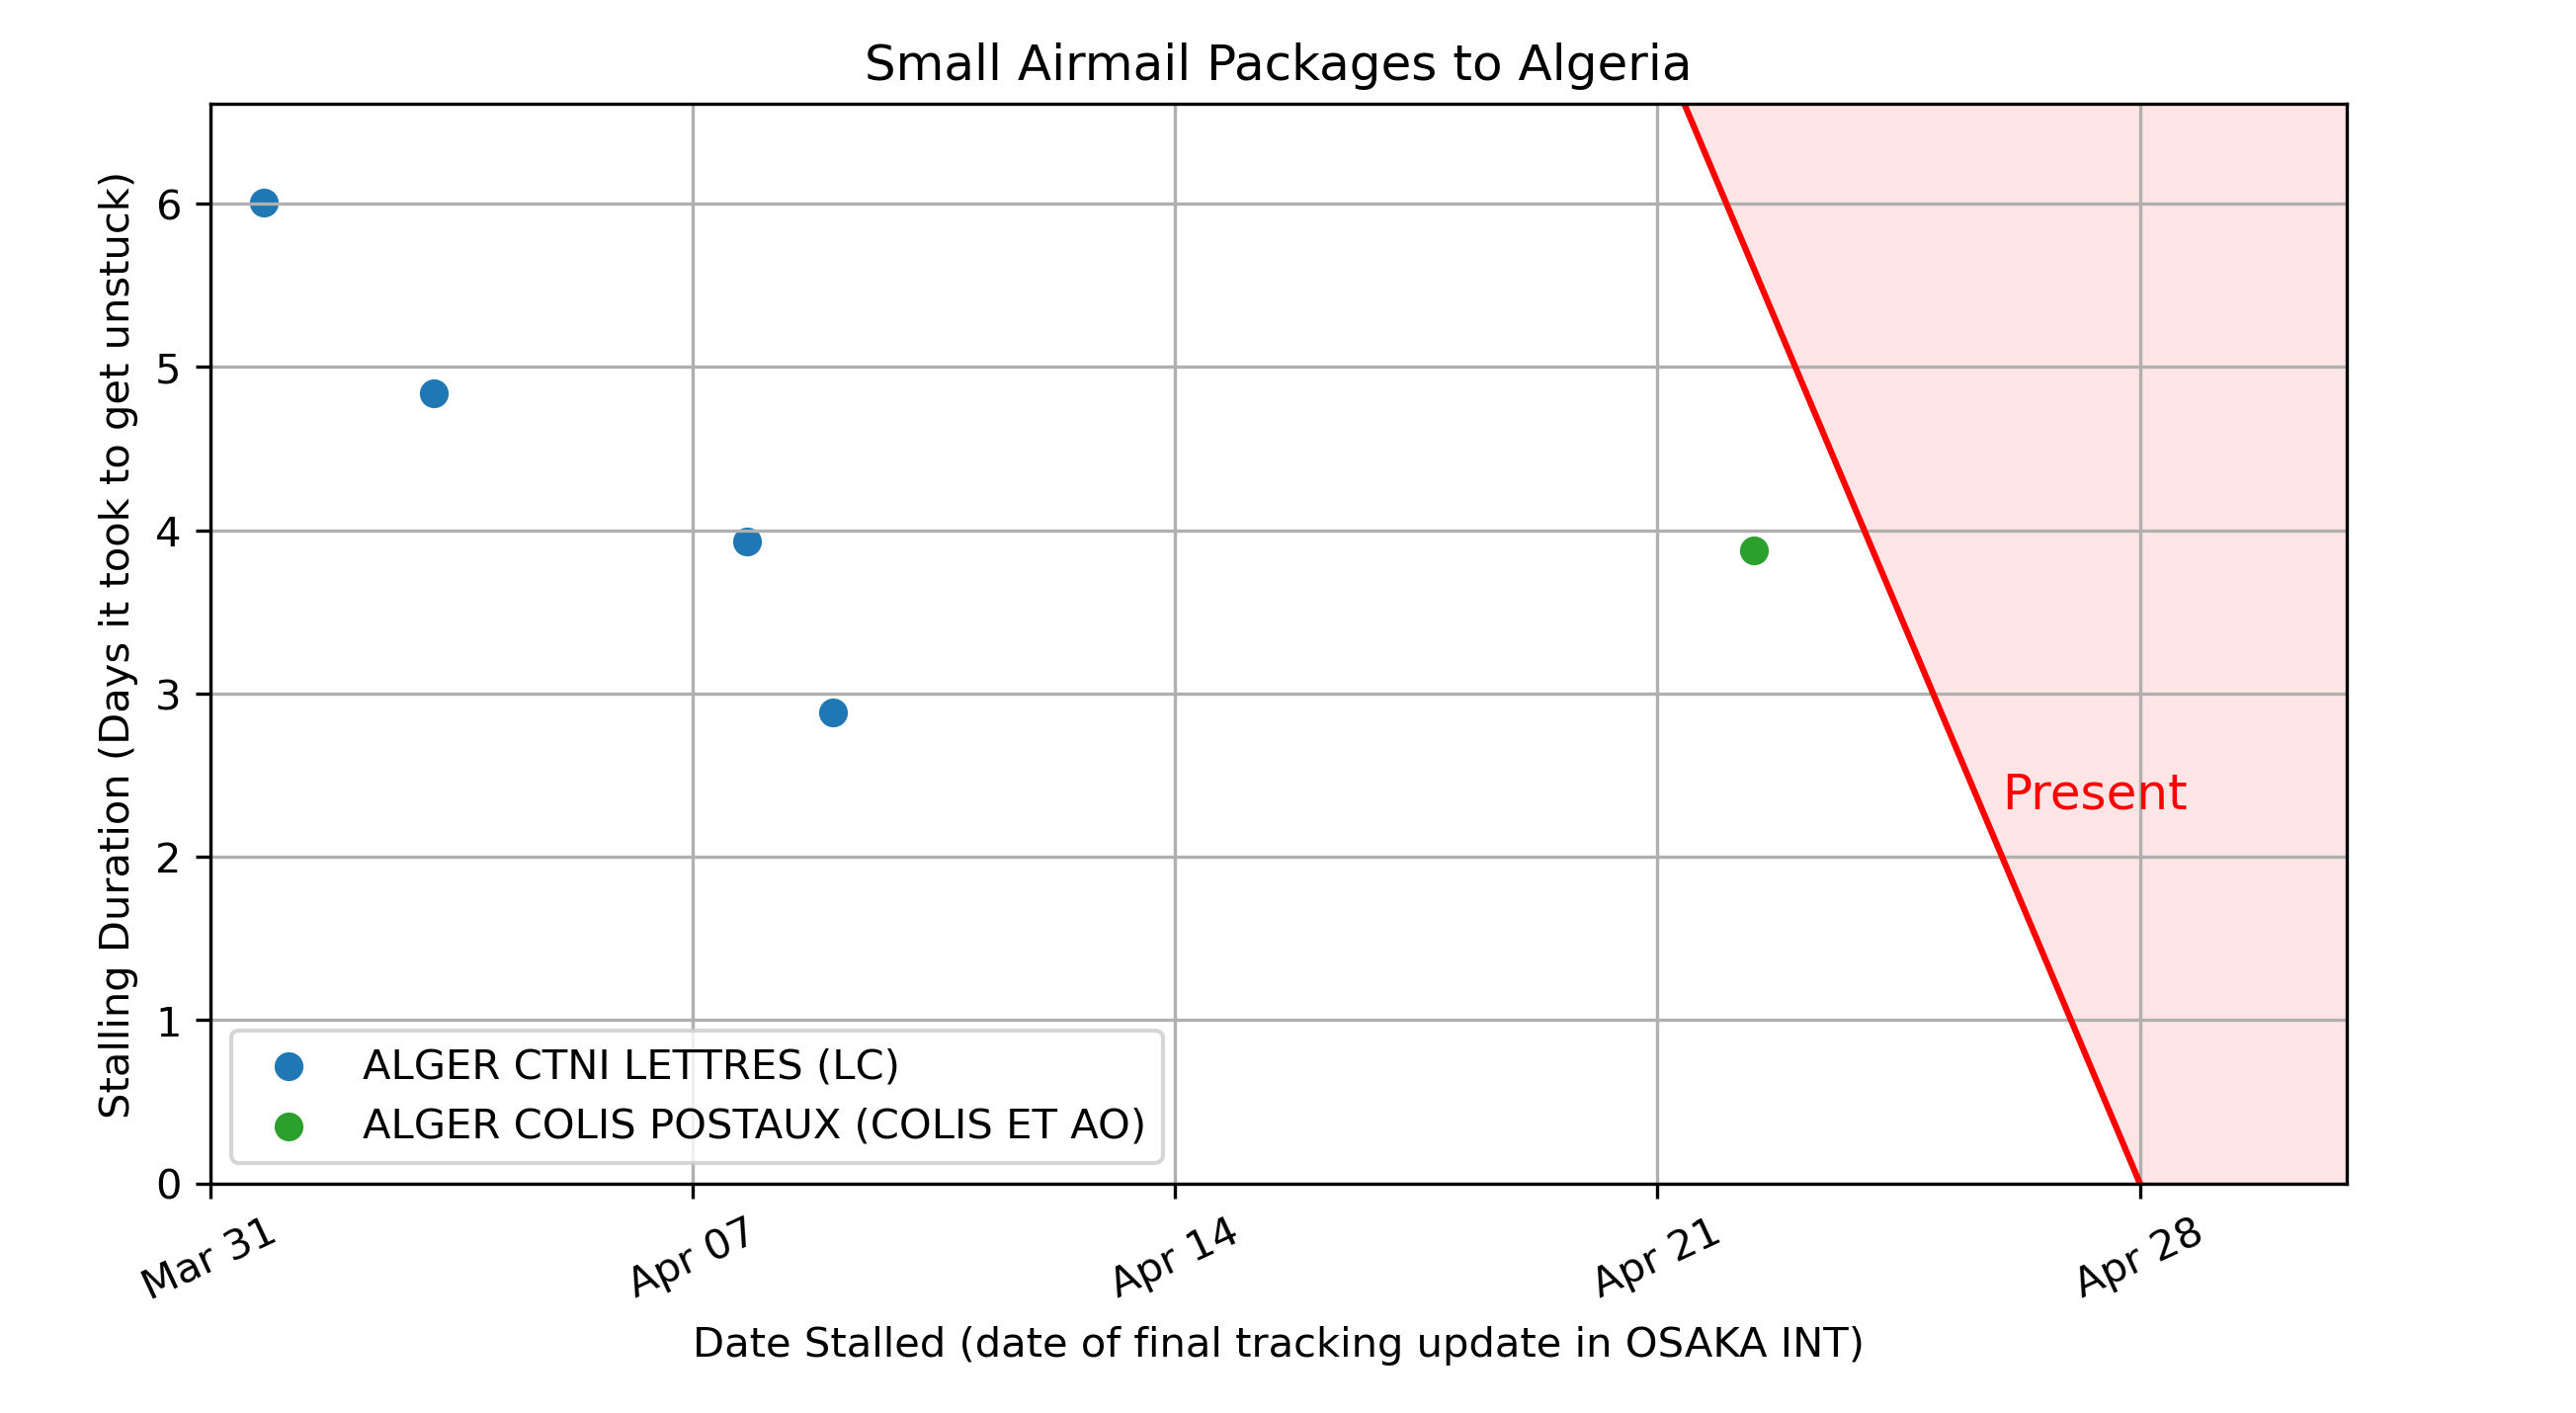 Small Airmail Packages to Algeria
Stalling Duration (Days it took to get unstuck)
6
5
4
3
2
1
0
Present
ALGER CTNI LETTRES (LC)
ALGER COLIS POSTAUX (COLIS ET AO)
Mar 31
Apr 07
Apr 14
Apr 21
Apr 28
Date Stalled (date of final tracking update in OSAKA INT)